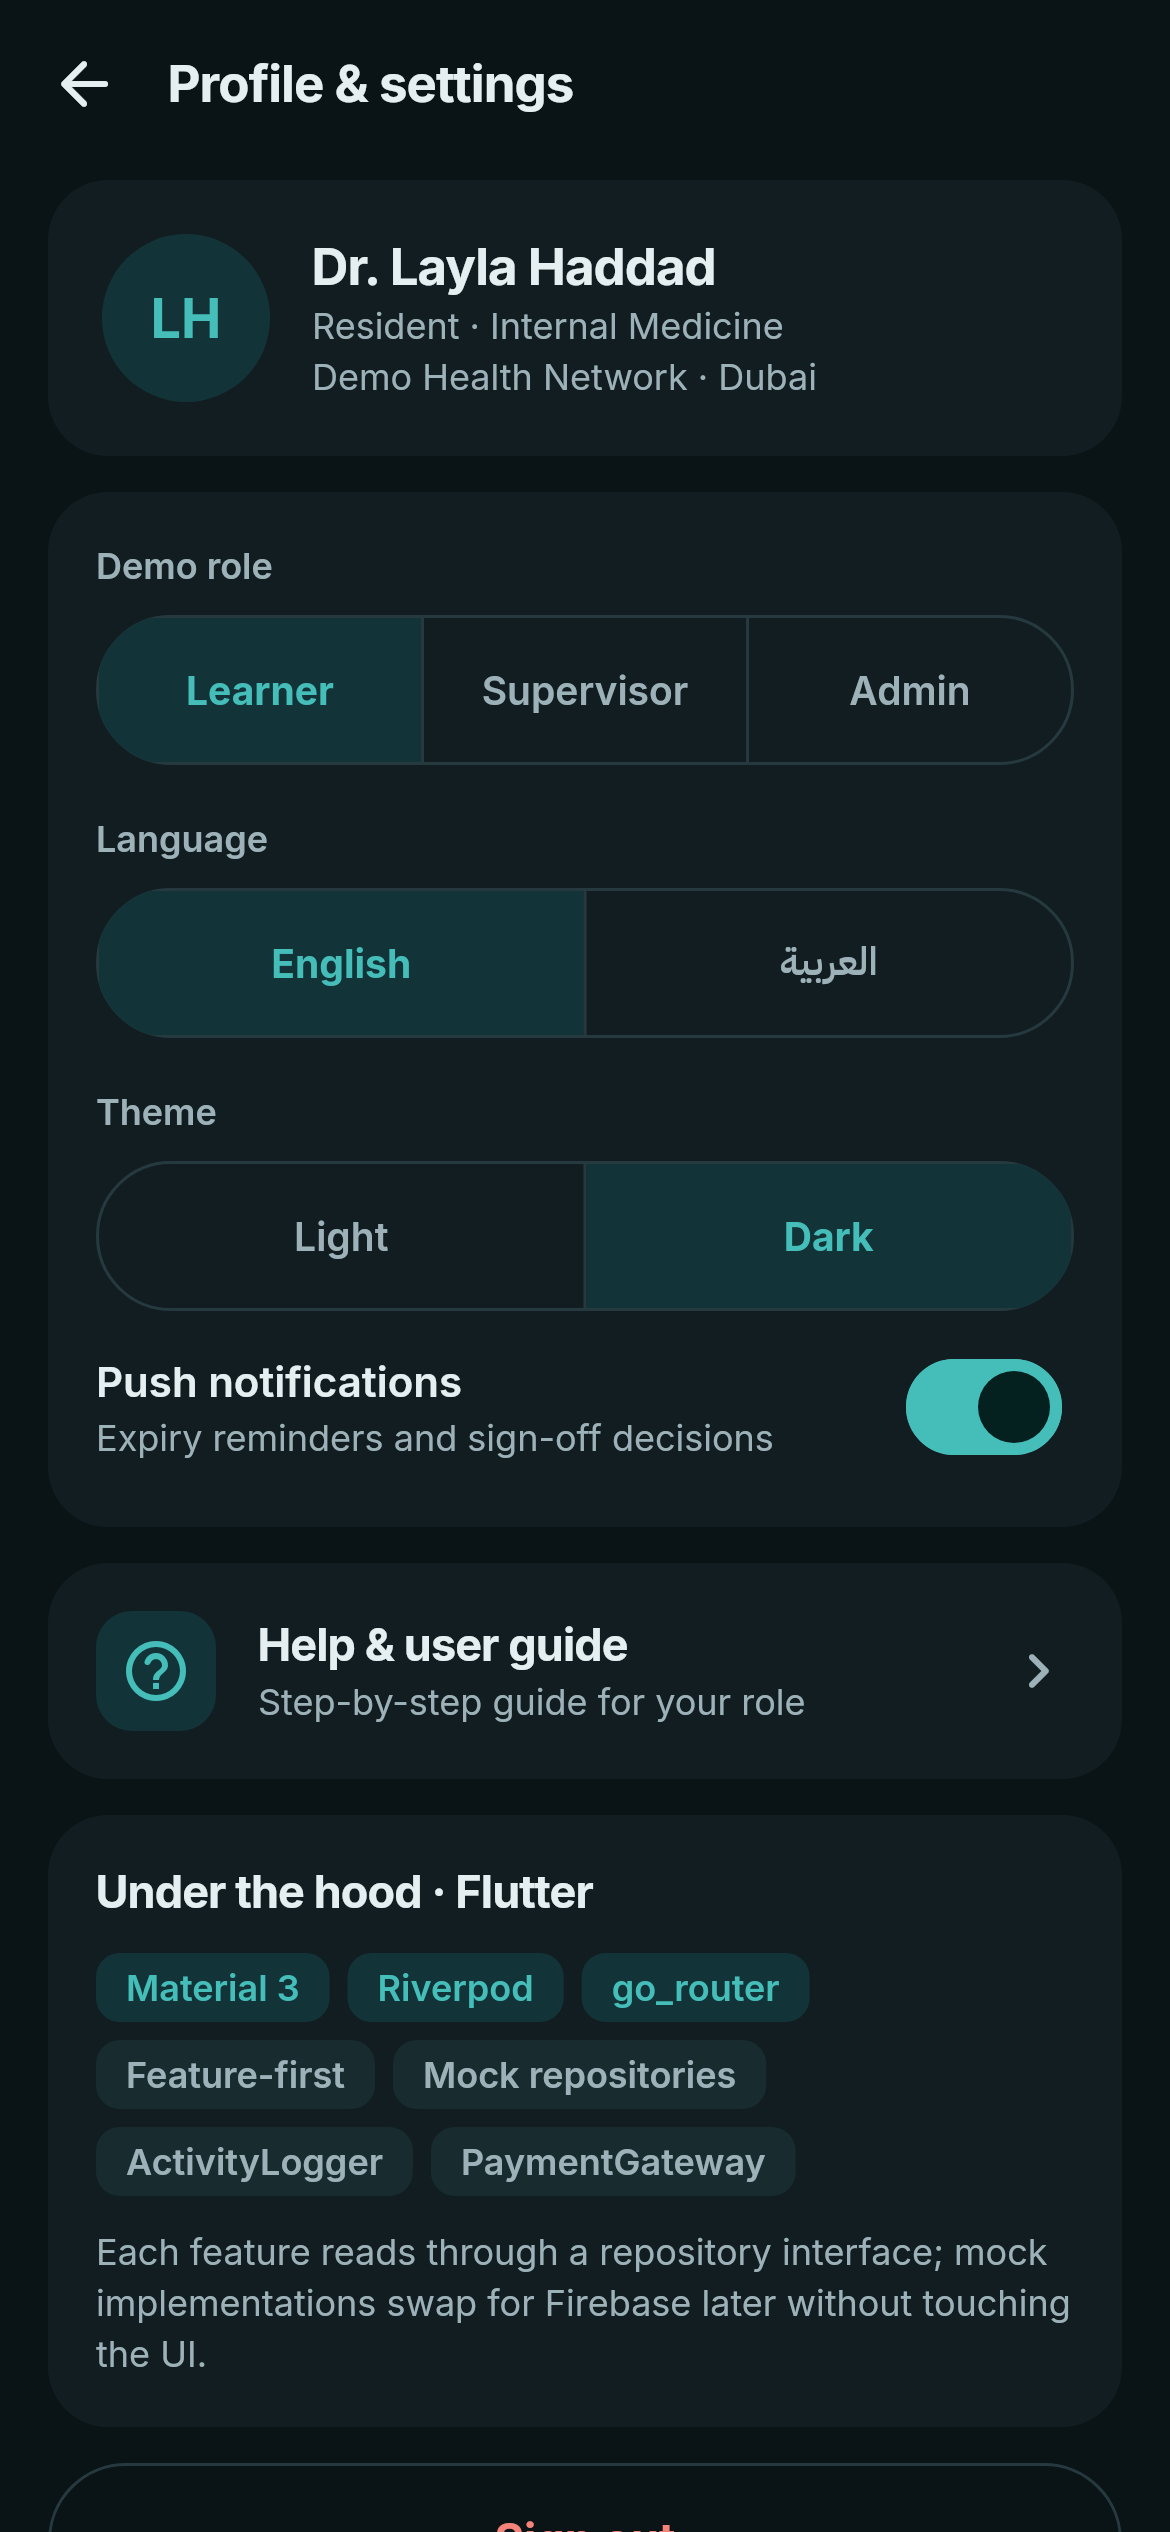 Profile & settings
LH
Dr. Layla Haddad
Resident · Internal Medicine
Demo Health Network · Dubai
Demo role
Learner Supervisor Admin
Language
English العربية
Theme
Light Dark
Push notifications
Expiry reminders and sign-off decisions
Help & user guide
Step-by-step guide for your role
Under the hood · Flutter
Material 3 Riverpod go_router
Feature-first Mock repositories
ActivityLogger PaymentGateway
Each feature reads through a repository interface; mock
implementations swap for Firebase later without touching
the UI.
Sign out